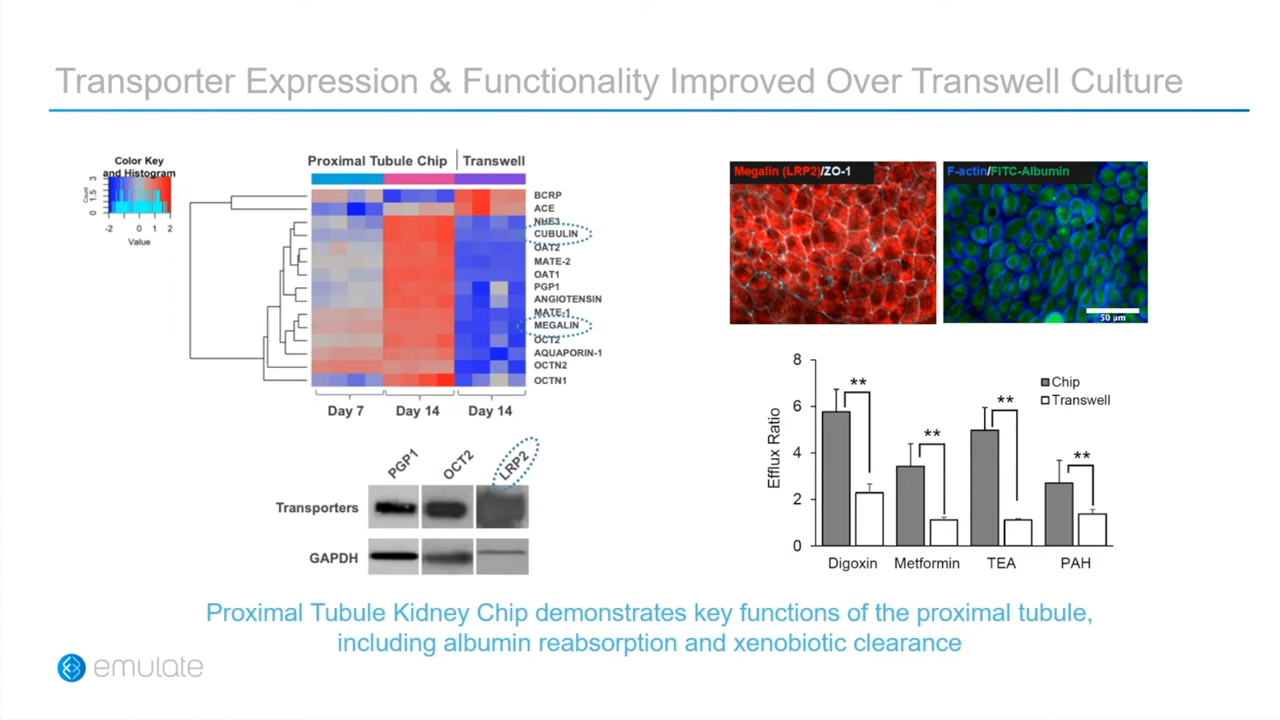 Transporter Expression & Functionality Improved Over Transwell Culture
Color Key
and Histogram
Count
0 1.5 3
-2 0 1 2
Value
Proximal Tubule Chip Transwell
BCRP
ACE
NHE3
CUBULIN
OAT2
MATE-2
OAT1
PGP1
ANGIOTENSIN
MATE-1
MEGALIN
OCT2
AQUAPORIN-1
OCTN2
OCTN1
Day 7 Day 14 Day 14
PGP1 OCT2 LRP2
Transporters
GAPDH
Megalin (LRP2)/ZO-1
F-actin/FITC-Albumin
50 µm
8
6
4
2
0
Efflux Ratio
Chip
Transwell
** ** ** **
Digoxin Metformin TEA PAH
Proximal Tubule Kidney Chip demonstrates key functions of the proximal tubule,
including albumin reabsorption and xenobiotic clearance
emulate